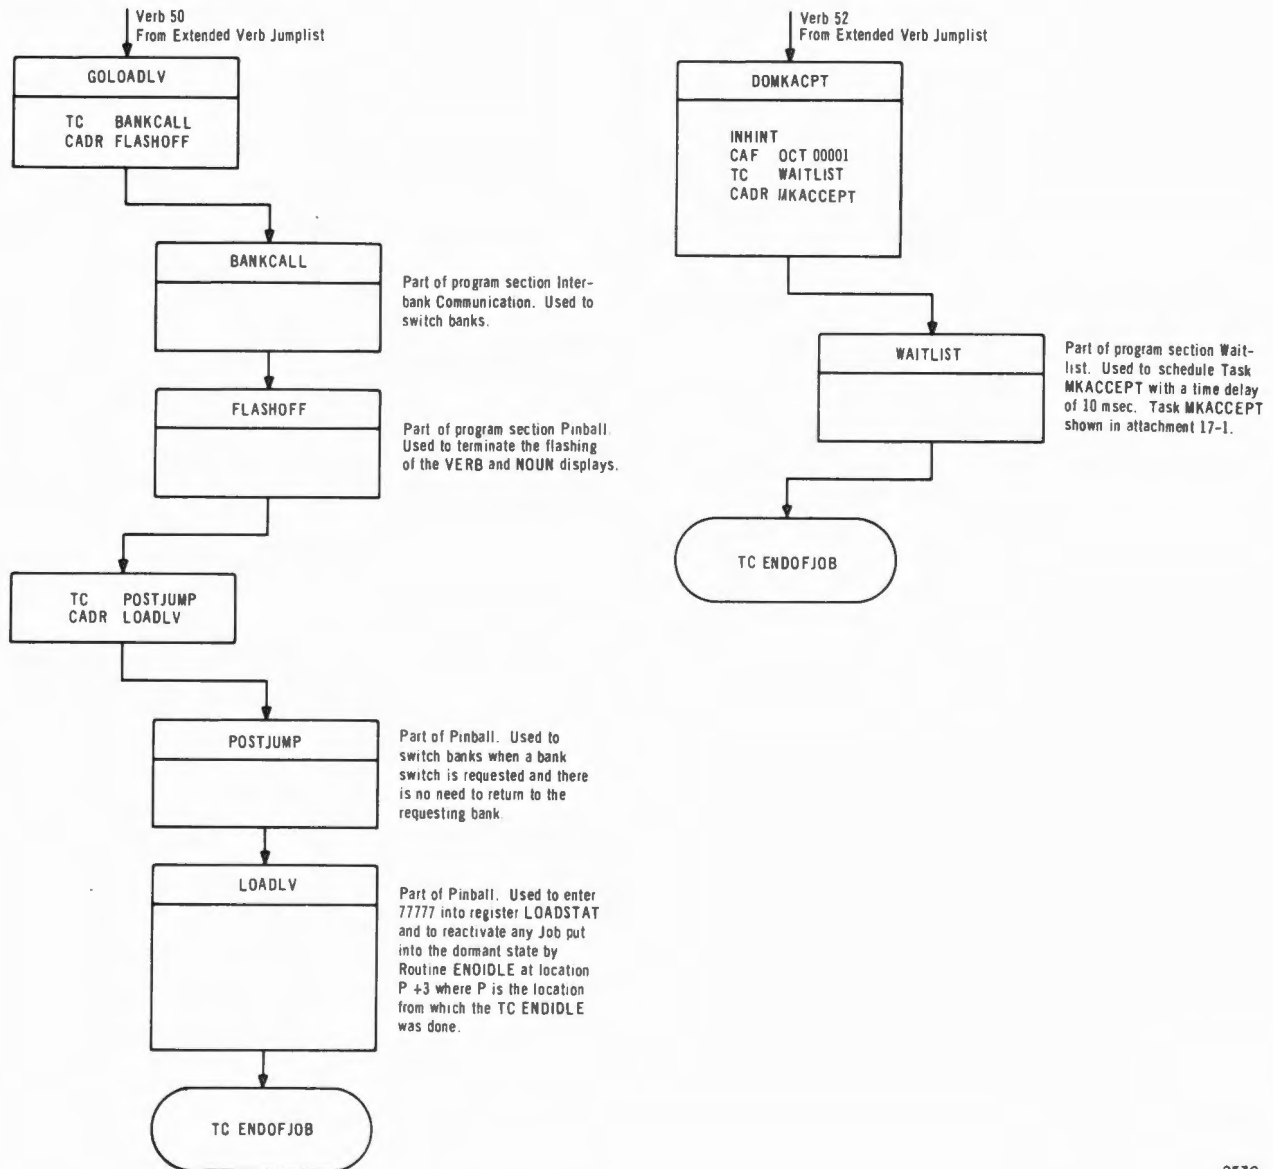 Verb 50
From Extended Verb Jumplist
GOLOADLV
TC BANKCALL
CADR FLASHOFF
BANKCALL
Part of program section Inter-
bank Communication. Used to
switch banks.
FLASHOFF
Part of program section Pinball.
Used to terminate the flashing
of the VERB and NOUN displays.
TC POSTJUMP
CADR LOADLV
POSTJUMP
Part of Pinball. Used to
switch banks when a bank
switch is requested and there
is no need to return to the
requesting bank.
LOADLV
Part of Pinball. Used to enter
77777 into register LOADSTAT
and to reactivate any Job put
into the dormant state by
Routine ENDIDLE at location
P +3 where P is the location
from which the TC ENDIDLE
was done.
TC ENDOFJOB
Verb 52
From Extended Verb Jumplist
DOMKACPT
INHINT
CAF OCT 00001
TC WAITLIST
CADR MKACCEPT
WAITLIST
Part of program section Wait-
list. Used to schedule Task
MKACCEPT with a time delay
of 10 msec. Task MKACCEPT
shown in attachment 17-1.
TC ENDOFJOB